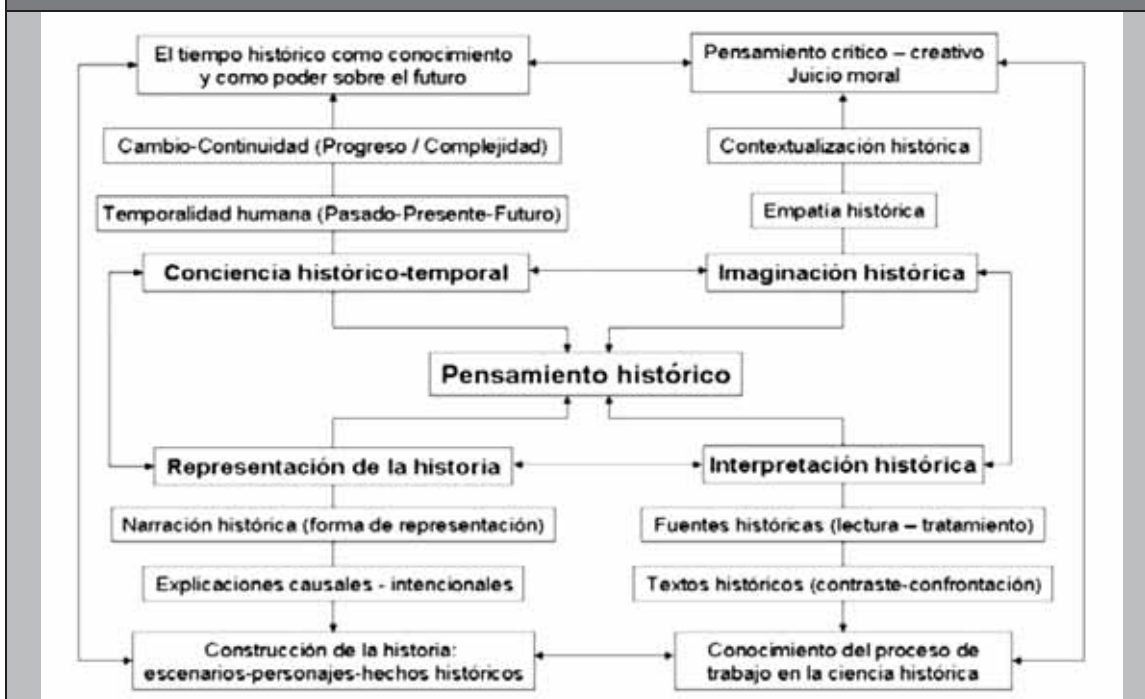 El tiempo histórico como conocimiento
y como poder sobre el futuro
Pensamiento crítico – creativo
Juicio moral
Cambio-Continuidad (Progreso / Complejidad)
Contextualización histórica
Temporalidad humana (Pasado-Presente-Futuro)
Empatía histórica
Conciencia histórico-temporal
Imaginación histórica
Pensamiento histórico
Representación de la historia
Interpretación histórica
Narración histórica (forma de representación)
Fuentes históricas (lectura – tratamiento)
Explicaciones causales - intencionales
Textos históricos (contraste-confrontación)
Construcción de la historia:
escenarios-personajes-hechos históricos
Conocimiento del proceso de
trabajo en la ciencia histórica